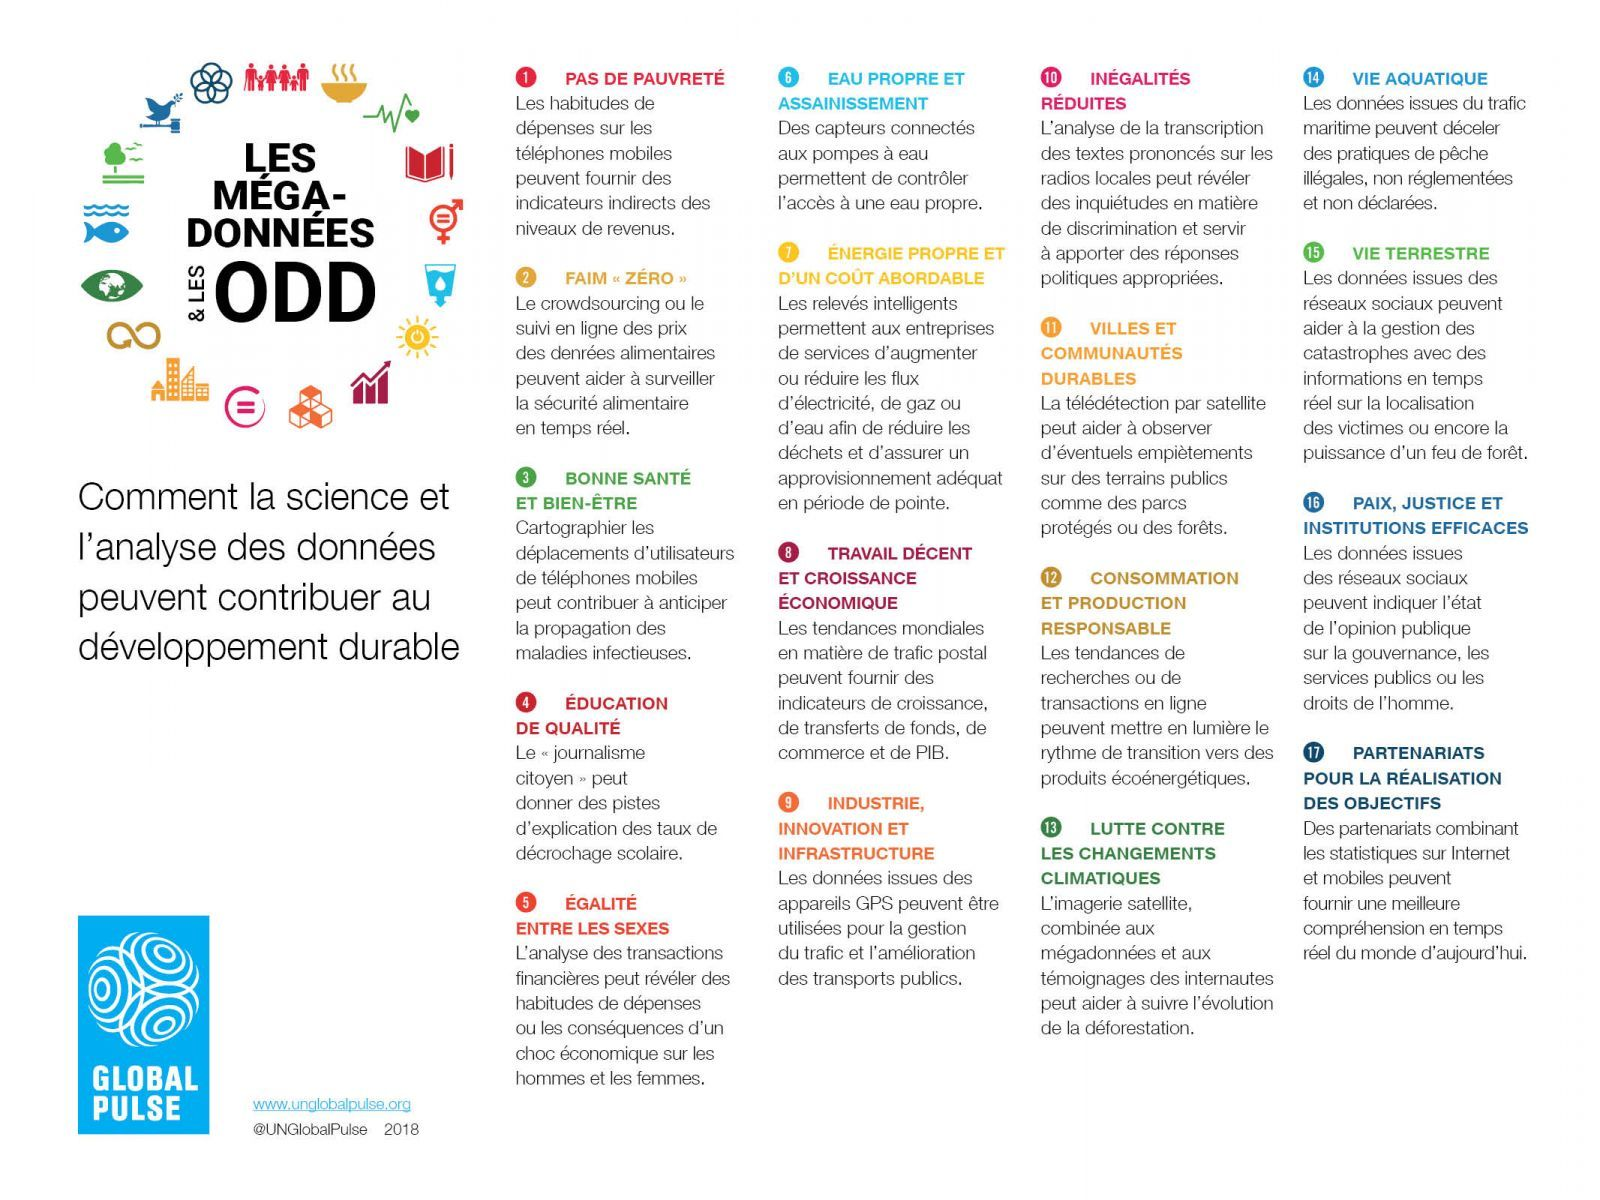 LES
MÉGA-
DONNÉES
& LES ODD
Comment la science et
l’analyse des données
peuvent contribuer au
développement durable
GLOBAL
PULSE
www.unglobalpulse.org
@UNGlobalPulse 2018
1 PAS DE PAUVRETÉ
Les habitudes de
dépenses sur les
téléphones mobiles
peuvent fournir des
indicateurs indirects des
niveaux de revenus.
2 FAIM « ZÉRO »
Le crowdsourcing ou le
suivi en ligne des prix
des denrées alimentaires
peuvent aider à surveiller
la sécurité alimentaire
en temps réel.
3 BONNE SANTÉ
ET BIEN-ÊTRE
Cartographier les
déplacements d’utilisateurs
de téléphones mobiles
peut contribuer à anticiper
la propagation des
maladies infectieuses.
4 ÉDUCATION
DE QUALITÉ
Le « journalisme
citoyen » peut
donner des pistes
d’explication des taux de
décrochage scolaire.
5 ÉGALITÉ
ENTRE LES SEXES
L’analyse des transactions
financières peut révéler des
habitudes de dépenses
ou les conséquences d’un
choc économique sur les
hommes et les femmes.
6 EAU PROPRE ET
ASSAINISSEMENT
Des capteurs connectés
aux pompes à eau
permettent de contrôler
l’accès à une eau propre.
7 ÉNERGIE PROPRE ET
D’UN COÛT ABORDABLE
Les relevés intelligents
permettent aux entreprises
de services d’augmenter
ou réduire les flux
d’électricité, de gaz ou
d’eau afin de réduire les
déchets et d’assurer un
approvisionnement adéquat
en période de pointe.
8 TRAVAIL DÉCENT
ET CROISSANCE
ÉCONOMIQUE
Les tendances mondiales
en matière de trafic postal
peuvent fournir des
indicateurs de croissance,
de transferts de fonds, de
commerce et de PIB.
9 INDUSTRIE,
INNOVATION ET
INFRASTRUCTURE
Les données issues des
appareils GPS peuvent être
utilisées pour la gestion
du trafic et l’amélioration
des transports publics.
10 INÉGALITÉS
RÉDUITES
L’analyse de la transcription
des textes prononcés sur les
radios locales peut révéler
des inquiétudes en matière
de discrimination et servir
à apporter des réponses
politiques appropriées.
11 VILLES ET
COMMUNAUTÉS
DURABLES
La télédétection par satellite
peut aider à observer
d’éventuels empiètements
sur des terrains publics
comme des parcs
protégés ou des forêts.
12 CONSOMMATION
ET PRODUCTION
RESPONSABLE
Les tendances de
recherches ou de
transactions en ligne
peuvent mettre en lumière le
rythme de transition vers des
produits écoénergétiques.
13 LUTTE CONTRE
LES CHANGEMENTS
CLIMATIQUES
L’imagerie satellite,
combinée aux
mégadonnées et aux
témoignages des internautes
peut aider à suivre l’évolution
de la déforestation.
14 VIE AQUATIQUE
Les données issues du trafic
maritime peuvent déceler
des pratiques de pêche
illégales, non réglementées
et non déclarées.
15 VIE TERRESTRE
Les données issues des
réseaux sociaux peuvent
aider à la gestion des
catastrophes avec des
informations en temps
réel sur la localisation
des victimes ou encore la
puissance d’un feu de forêt.
16 PAIX, JUSTICE ET
INSTITUTIONS EFFICACES
Les données issues
des réseaux sociaux
peuvent indiquer l’état
de l’opinion publique
sur la gouvernance, les
services publics ou les
droits de l’homme.
17 PARTENARIATS
POUR LA RÉALISATION
DES OBJECTIFS
Des partenariats combinant
les statistiques sur Internet
et mobiles peuvent
fournir une meilleure
compréhension en temps
réel du monde d’aujourd’hui.